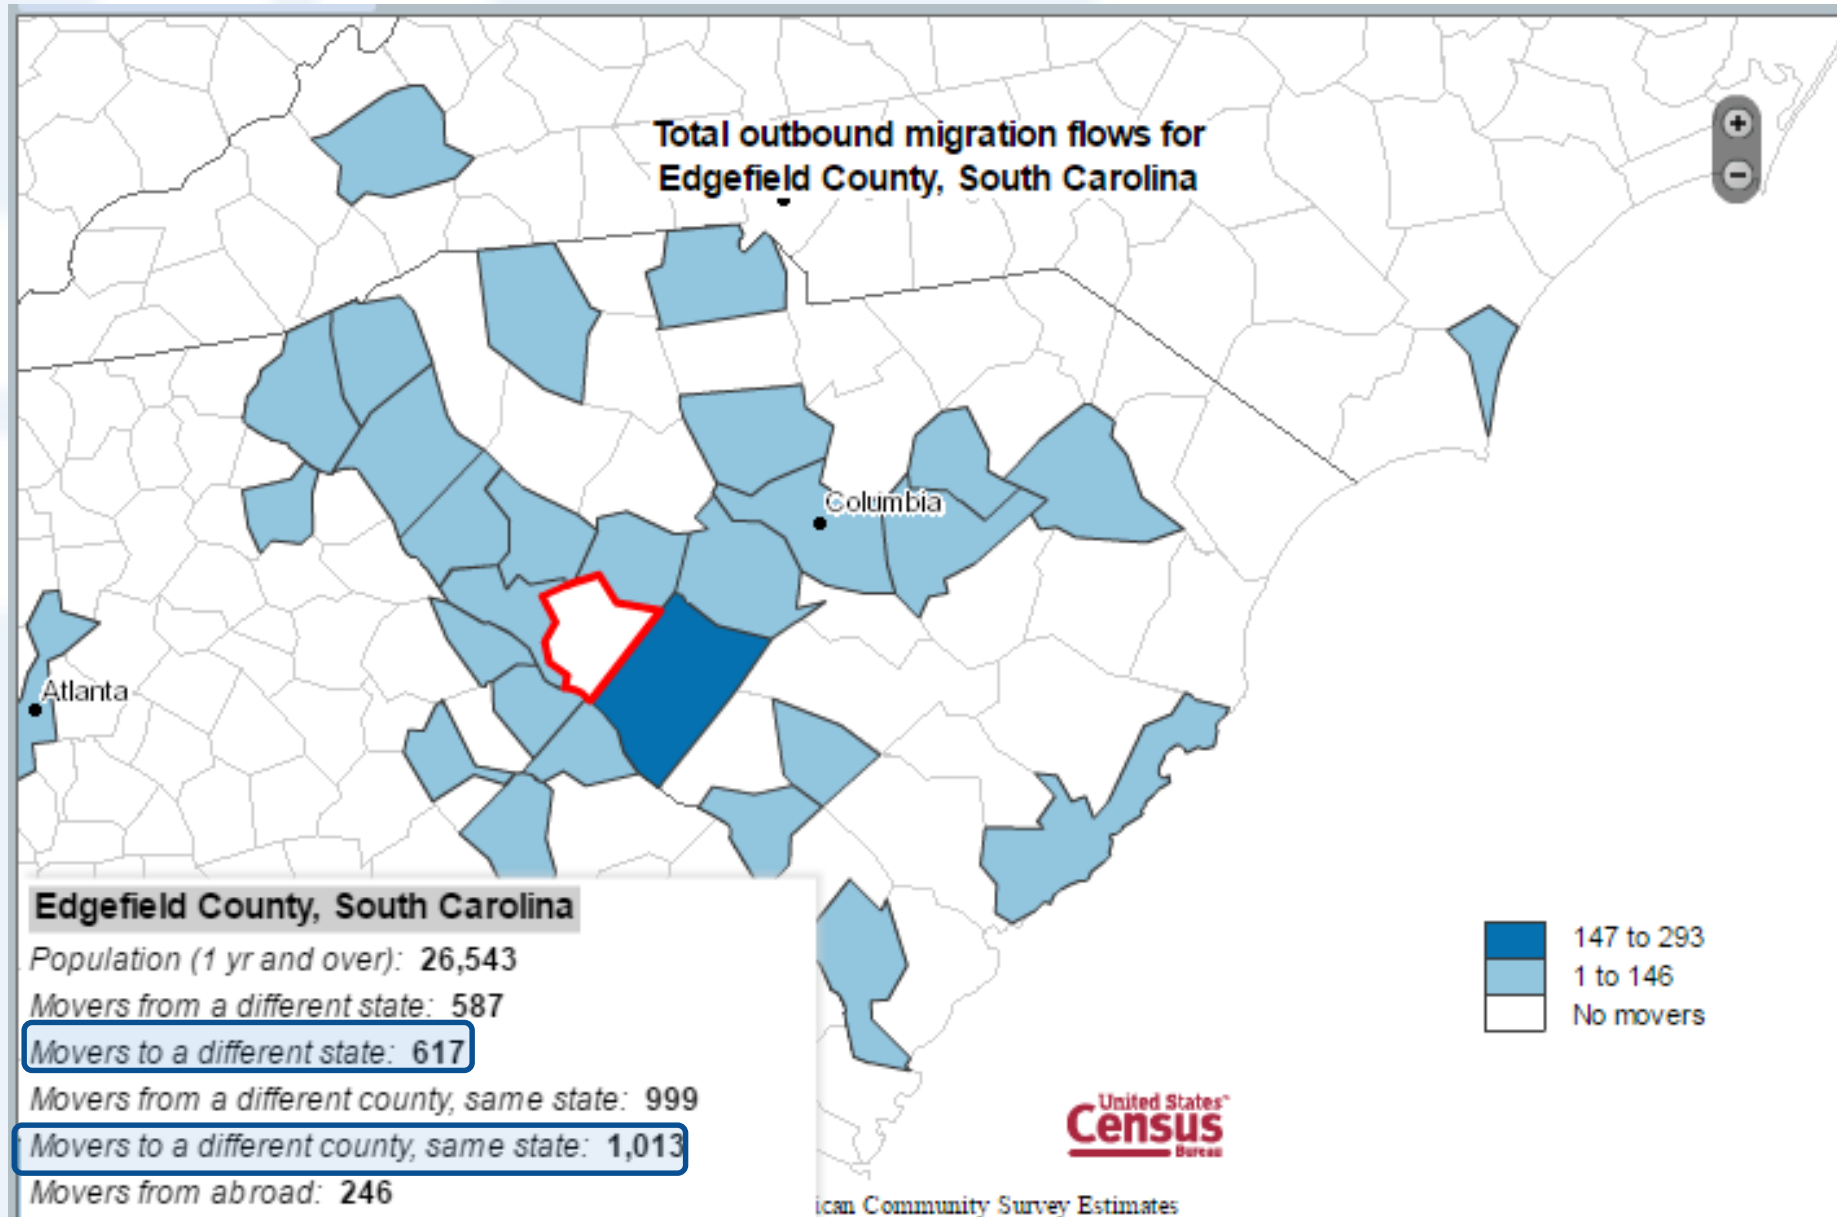 Total outbound migration flows for
Edgefield County, South Carolina
+
−
Columbia
Atlanta
Edgefield County, South Carolina
Population (1 yr and over): 26,543
Movers from a different state: 587
Movers to a different state: 617
Movers from a different county, same state: 999
Movers to a different county, same state: 1,013
Movers from abroad: 246
147 to 293
1 to 146
No movers
United States™
Census
Bureau
ican Community Survey Estimates